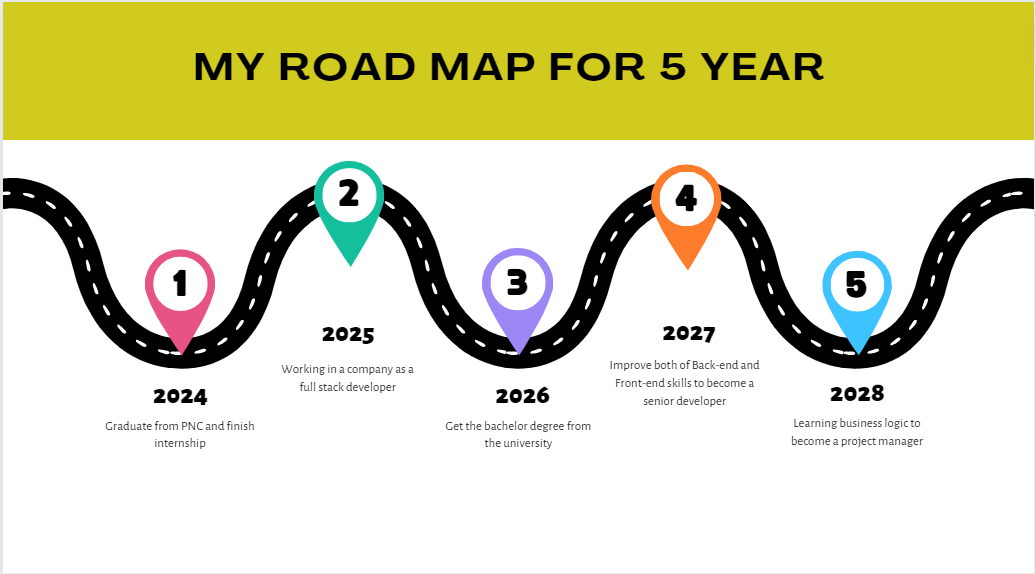 MY ROAD MAP FOR 5 YEAR
1
2024
Graduate from PNC and finish
internship
2
2025
Working in a company as a
full stack developer
3
2026
Get the bachelor degree from
the university
4
2027
Improve both of Back-end and
Front-end skills to become a
senior developer
5
2028
Learning business logic to
become a project manager